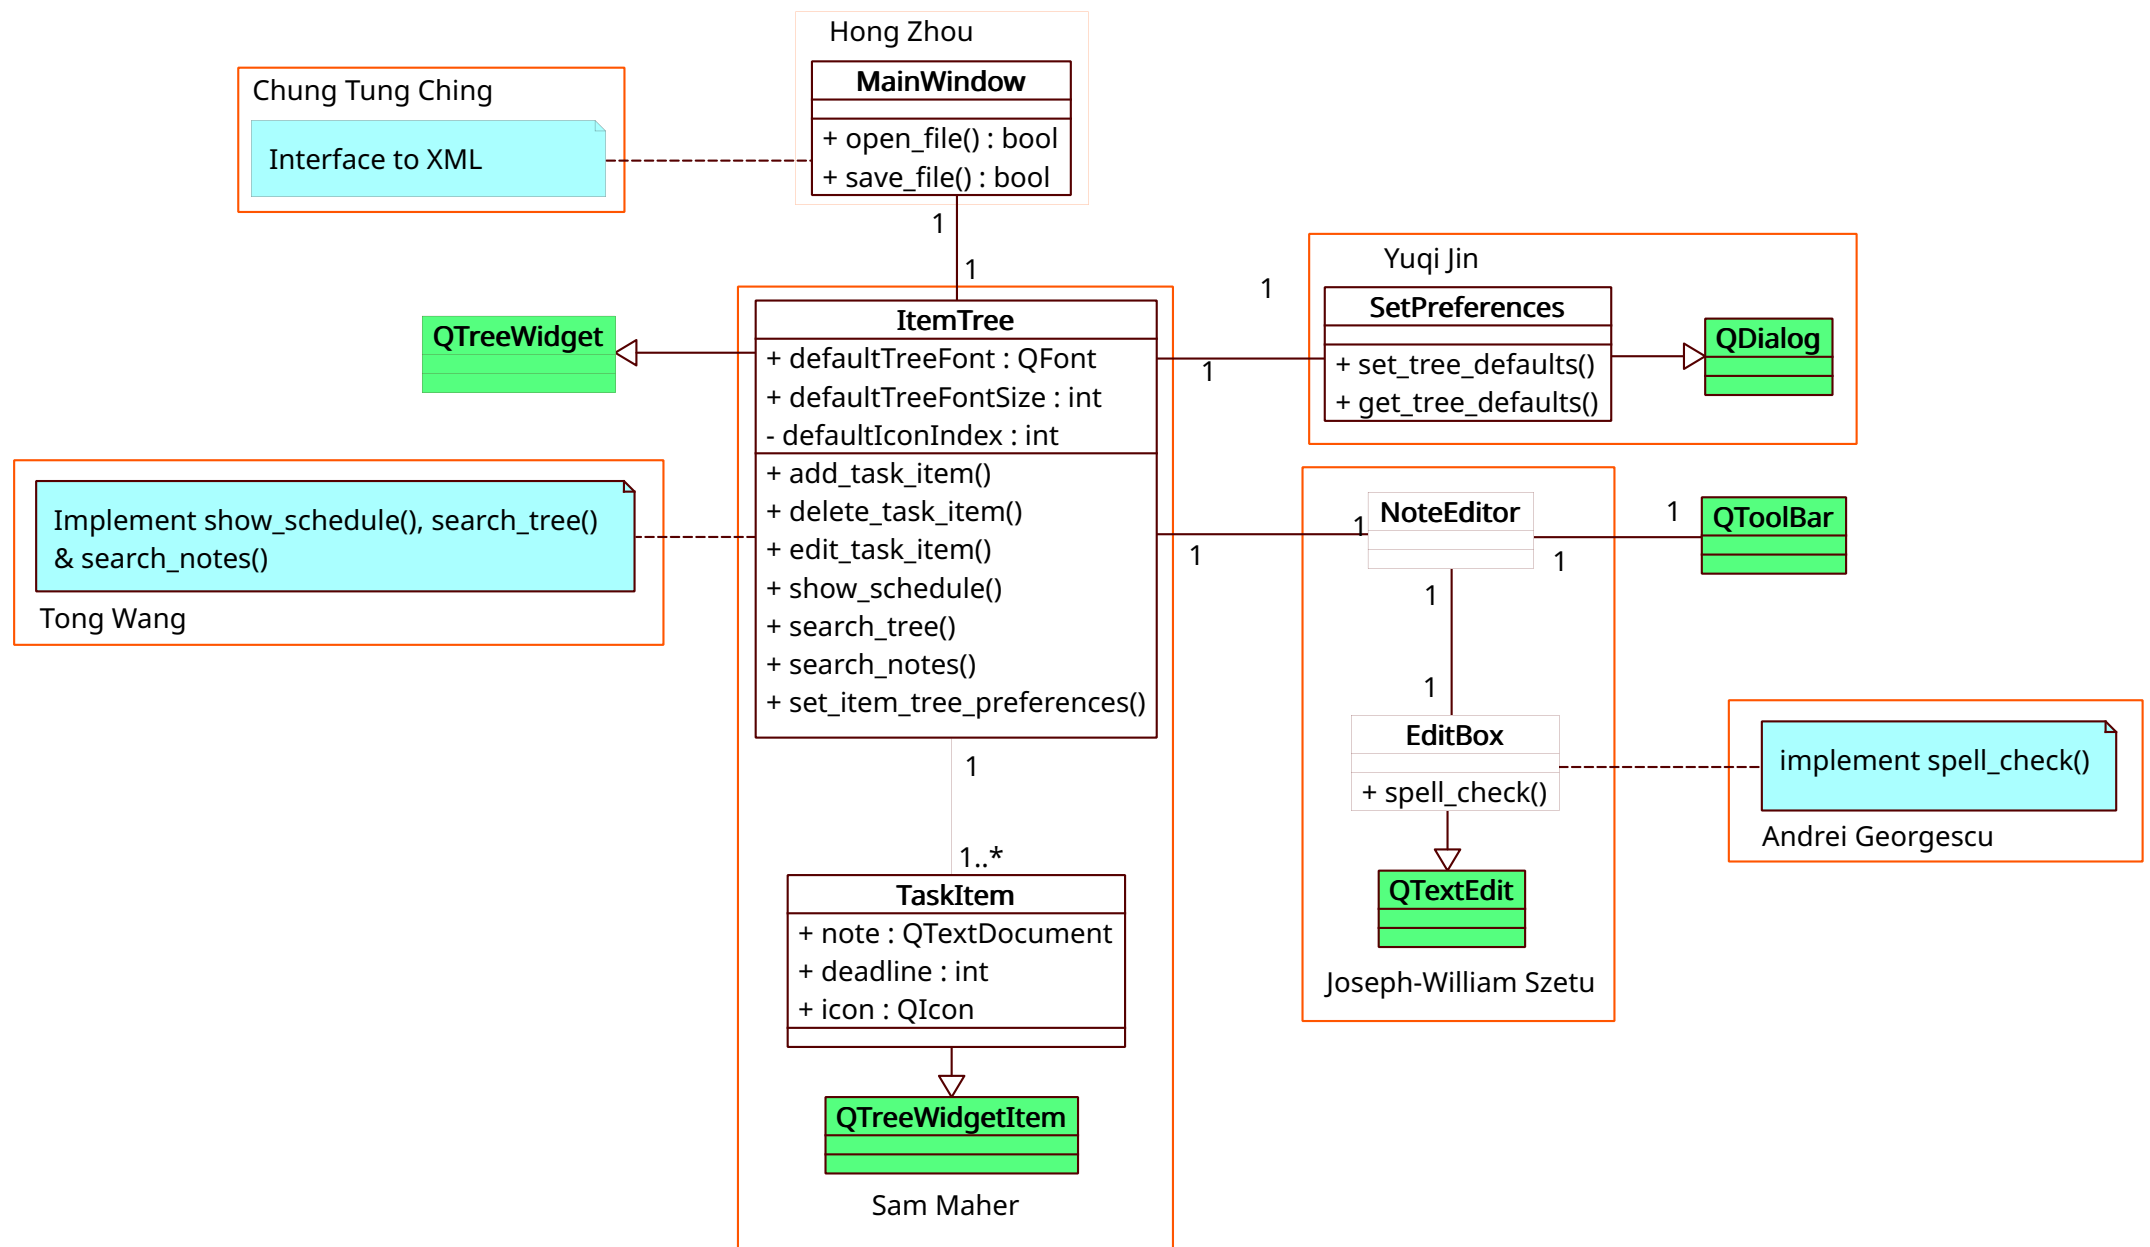 Hong Zhou
MainWindow
+ open_file() : bool
+ save_file() : bool
Chung Tung Ching
Interface to XML
1
1
QTreeWidget
ItemTree
+ defaultTreeFont : QFont
+ defaultTreeFontSize : int
- defaultIconIndex : int
+ add_task_item()
+ delete_task_item()
+ edit_task_item()
+ show_schedule()
+ search_tree()
+ search_notes()
+ set_item_tree_preferences()
1
1
Yuqi Jin
SetPreferences
+ set_tree_defaults()
+ get_tree_defaults()
QDialog
Implement show_schedule(), search_tree()
& search_notes()
Tong Wang
1
1
NoteEditor
1
1
QToolBar
1
1
EditBox
+ spell_check()
QTextEdit
Joseph-William Szetu
implement spell_check()
Andrei Georgescu
1
1..*
TaskItem
+ note : QTextDocument
+ deadline : int
+ icon : QIcon
QTreeWidgetItem
Sam Maher